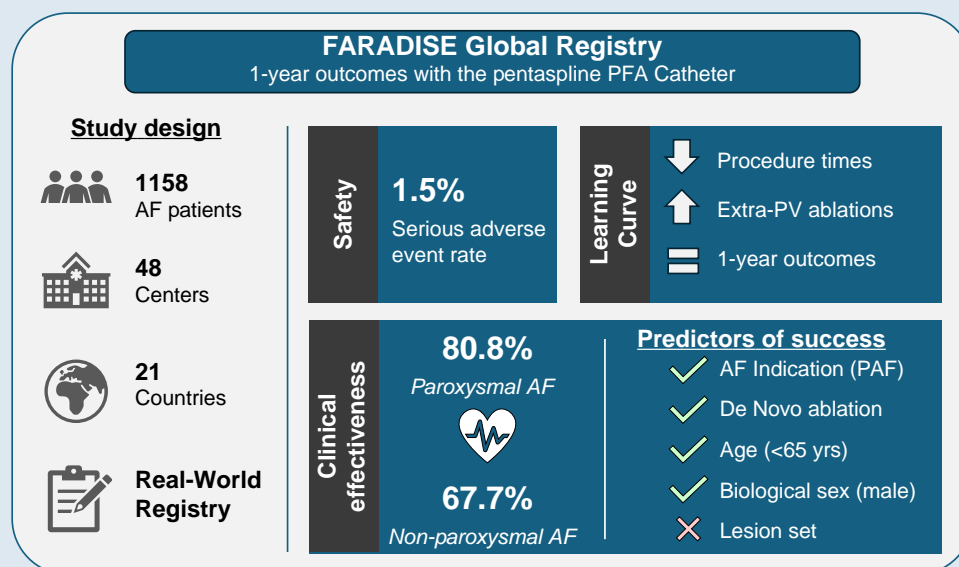 FARADISE Global Registry
1-year outcomes with the pentaspline PFA Catheter
Study design
1158
AF patients
48
Centers
21
Countries
Real-World
Registry
Safety
1.5%
Serious adverse
event rate
Learning
Curve
Procedure times
Extra-PV ablations
1-year outcomes
Clinical
effectiveness
80.8%
Paroxysmal AF
67.7%
Non-paroxysmal AF
Predictors of success
AF Indication (PAF)
De Novo ablation
Age (<65 yrs)
Biological sex (male)
Lesion set